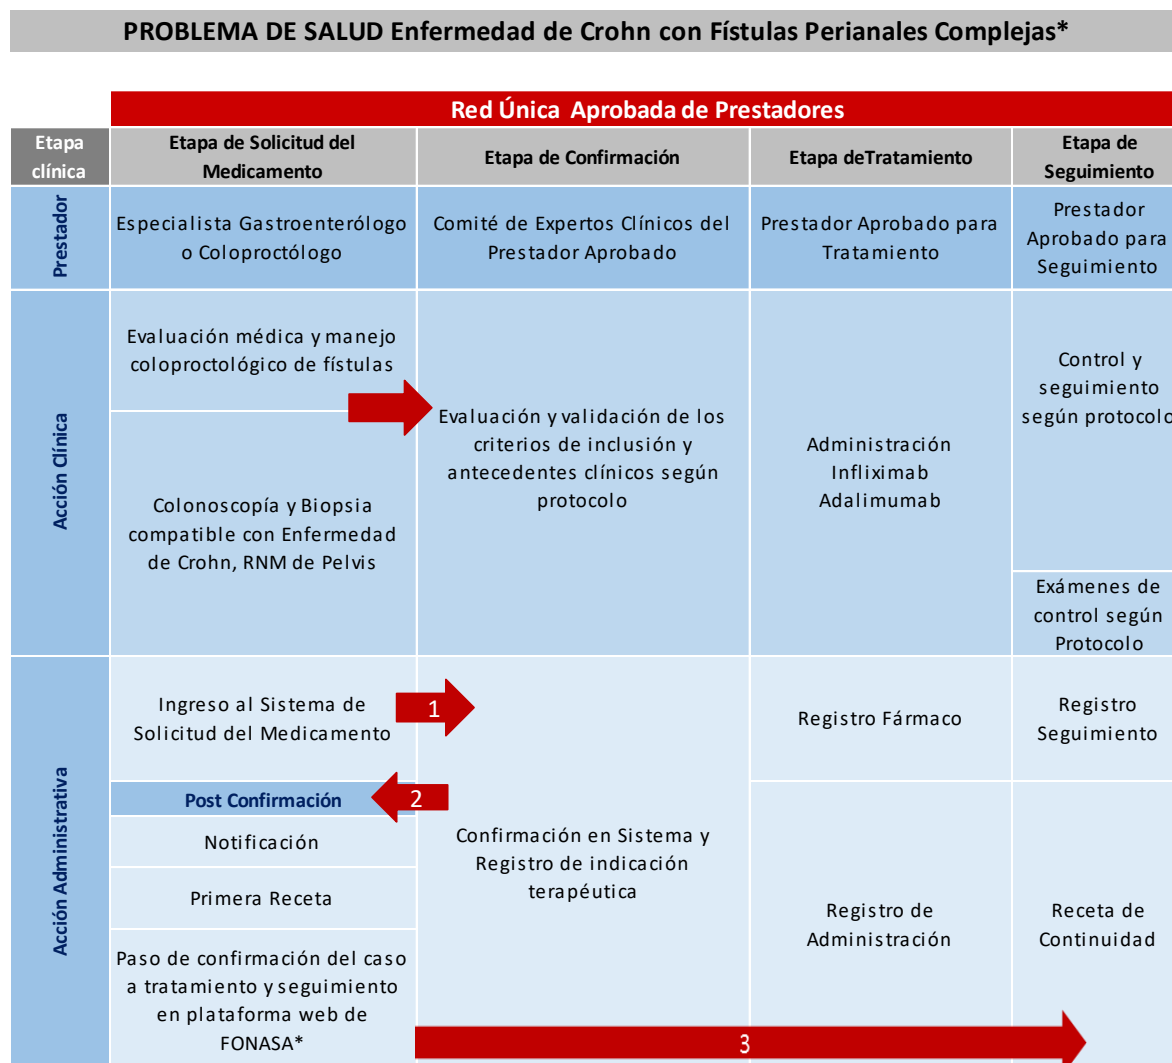 PROBLEMA DE SALUD Enfermedad de Crohn con Fístulas Perianales Complejas*
Red Única Aprobada de Prestadores
Etapa
clínica
Etapa de Solicitud del
Medicamento
Etapa de Confirmación
Etapa deTratamiento
Etapa de
Seguimiento
Prestador
Especialista Gastroenterólogo
o Coloproctólogo
Comité de Expertos Clínicos del
Prestador Aprobado
Prestador Aprobado para
Tratamiento
Prestador
Aprobado para
Seguimiento
Acción Clínica
Evaluación médica y manejo
coloproctológico de fístulas
Colonoscopía y Biopsia
compatible con Enfermedad
de Crohn, RNM de Pelvis
Evaluación y validación de los
criterios de inclusión y
antecedentes clínicos según
protocolo
Administración
Infliximab
Adalimumab
Control y
seguimiento
según protocolo
Exámenes de
control según
Protocolo
Acción Administrativa
Ingreso al Sistema de
Solicitud del Medicamento
1
Post Confirmación
2
Notificación
Primera Receta
Paso de confirmación del caso
a tratamiento y seguimiento
en plataforma web de
FONASA*
Confirmación en Sistema y
Registro de indicación
terapéutica
Registro Fármaco
Registro de
Administración
Registro
Seguimiento
Receta de
Continuidad
3